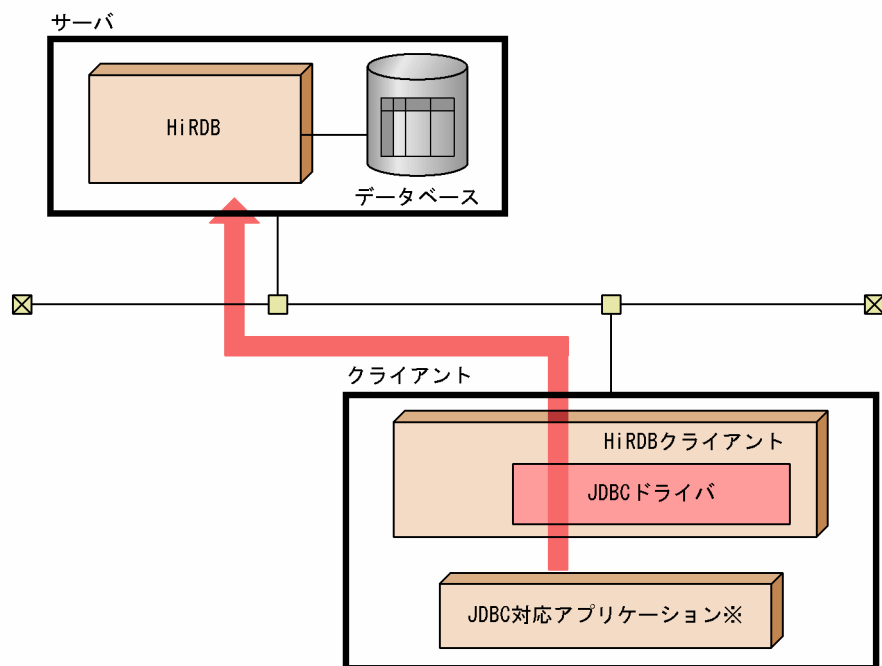 サーバ
HiRDB
データベース
クライアント
HiRDBクライアント
JDBCドライバ
JDBC対応アプリケーション※